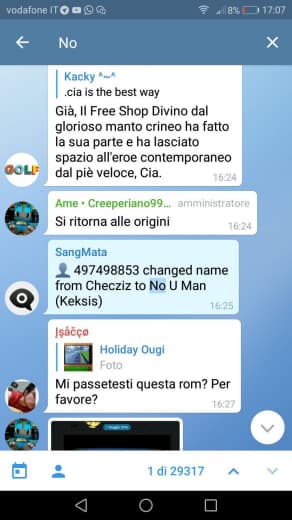 vodafone IT 8% 17:07
No
Kacky ^~^
.cia is the best way
Già, Il Free Shop Divino dal
glorioso manto crineo ha fatto
la sua parte e ha lasciato
spazio all'eroe contemporaneo
dal piè veloce, Cia.
16:24
GOLF
Ame • Creeperiano99... amministratore
Si ritorna alle origini
16:24
SangMata
497498853 changed name
from Checziz to No U Man
(Keksis)
16:25
Įşåčçø
Holiday Ougi
Foto
Mi passetesti questa rom? Per
favore?
16:27
1 di 29317